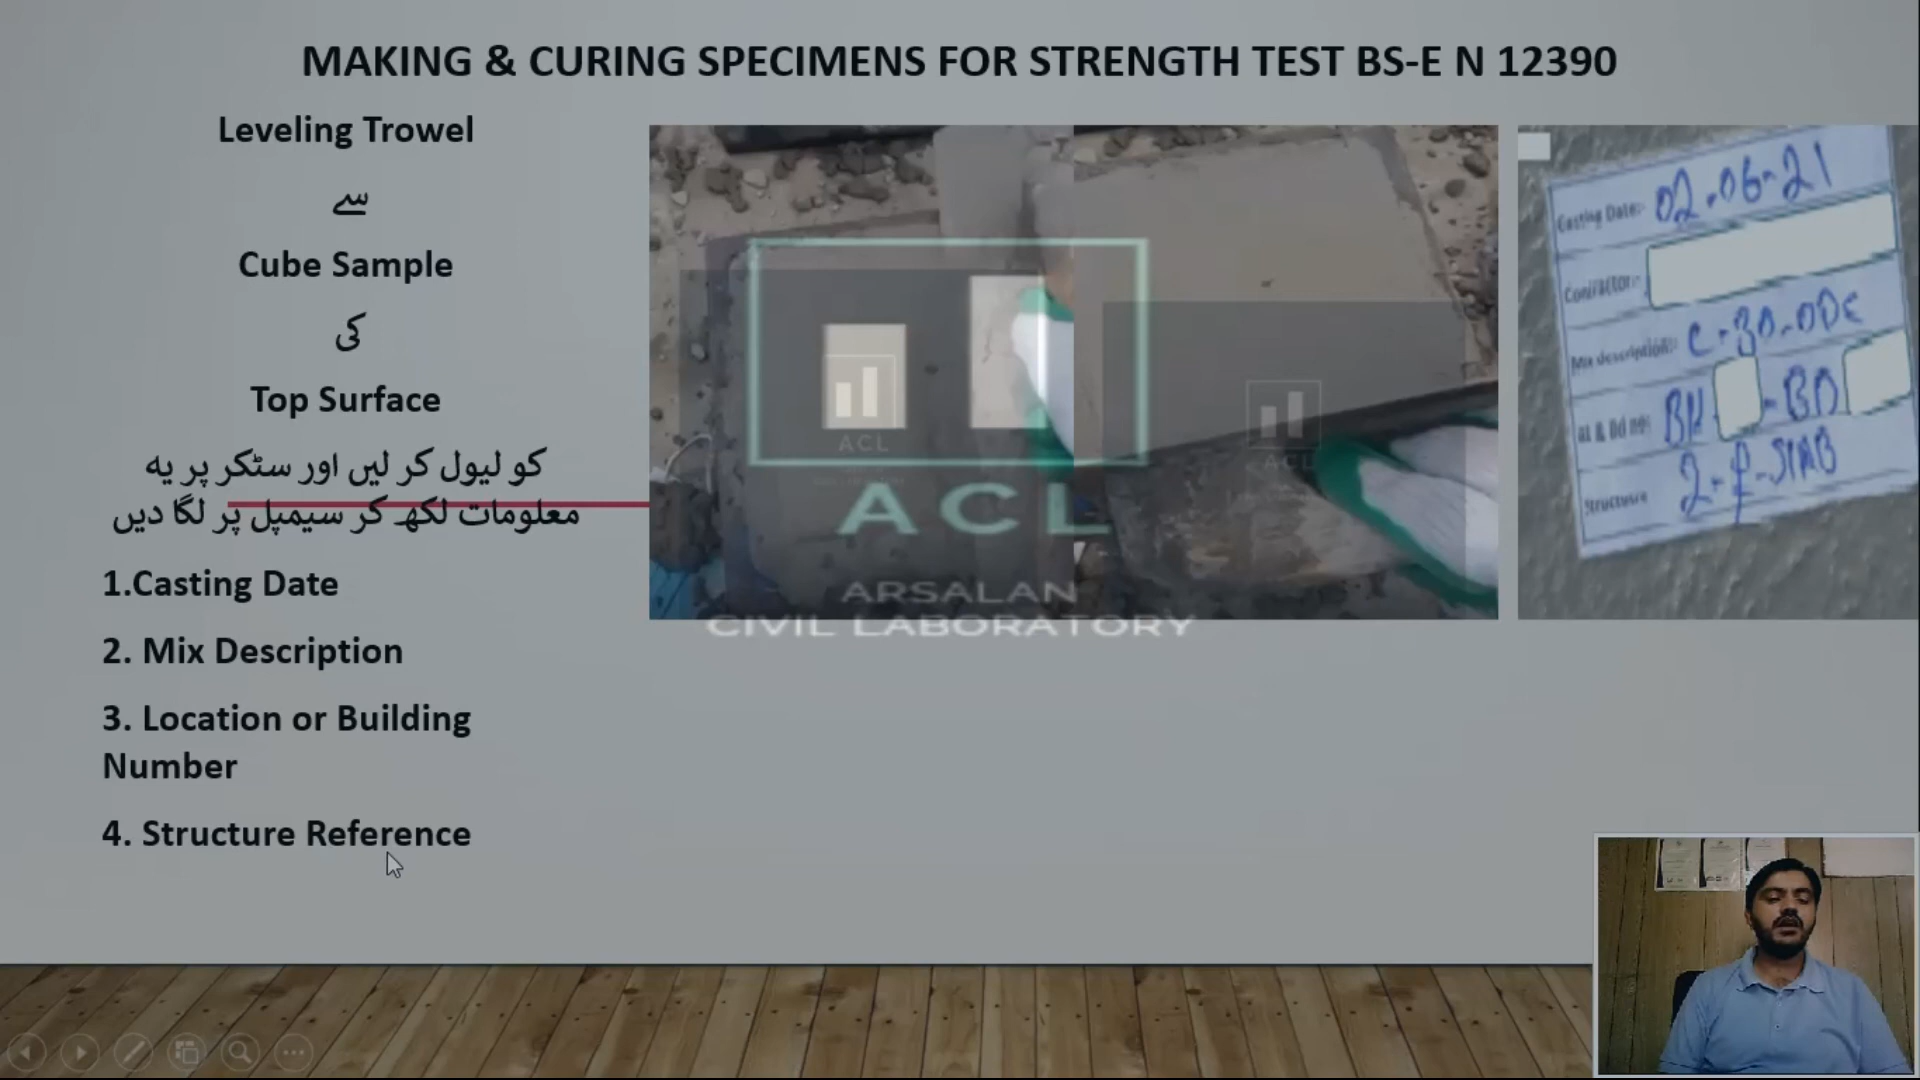 MAKING & CURING SPECIMENS FOR STRENGTH TEST BS-E N 12390
Leveling Trowel
سے
Cube Sample
کی
Top Surface
کو لیول کر لیں اور سٹکر پر یہ
معلومات لکھ کر سیمپل پر لگا دیں
1.Casting Date
2. Mix Description
3. Location or Building
Number
4. Structure Reference
ACL
ACL
ACL
ARSALAN
CIVIL LABORATORY
Casting Date:- 02.06-21
Contractor:-
Mix description:-
Structure